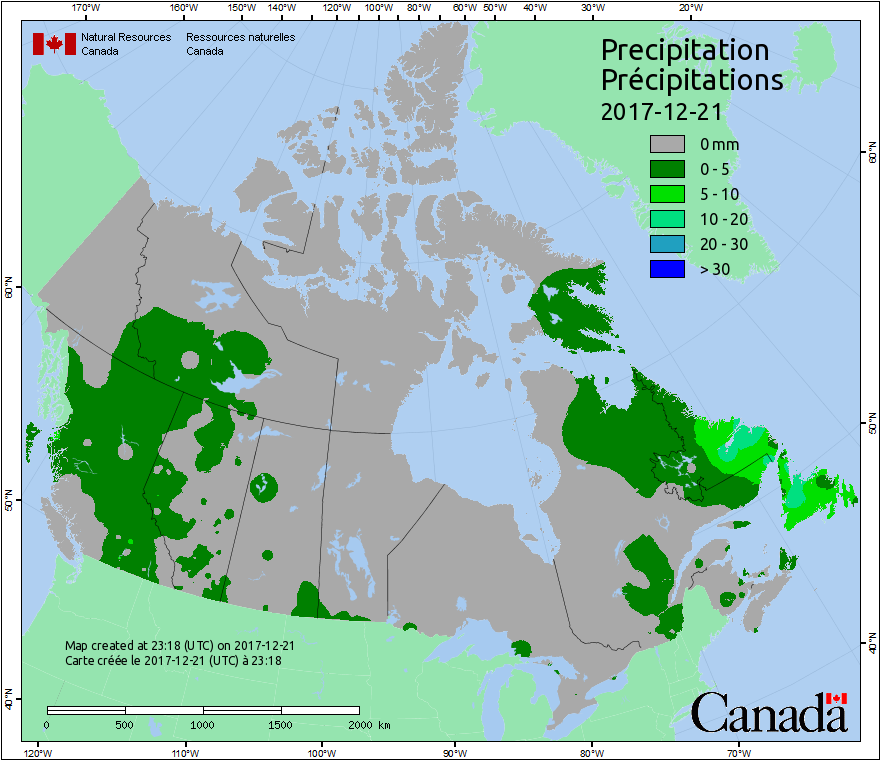 170°W 160°W 150°W 140°W 120°W 100°W 80°W 60°W 50°W 40°W 30°W 20°W
Natural Resources Ressources naturelles
Canada Canada
Precipitation
Précipitations
2017-12-21
0 mm
0 - 5
5 - 10
10 - 20
20 - 30
> 30
60°N
60°N
50°N
50°N
40°N
40°N
Map created at 23:18 (UTC) on 2017-12-21
Carte créée le 2017-12-21 (UTC) à 23:18
0 500 1000 1500 2000 km
Canada
120°W 110°W 100°W 90°W 80°W 70°W